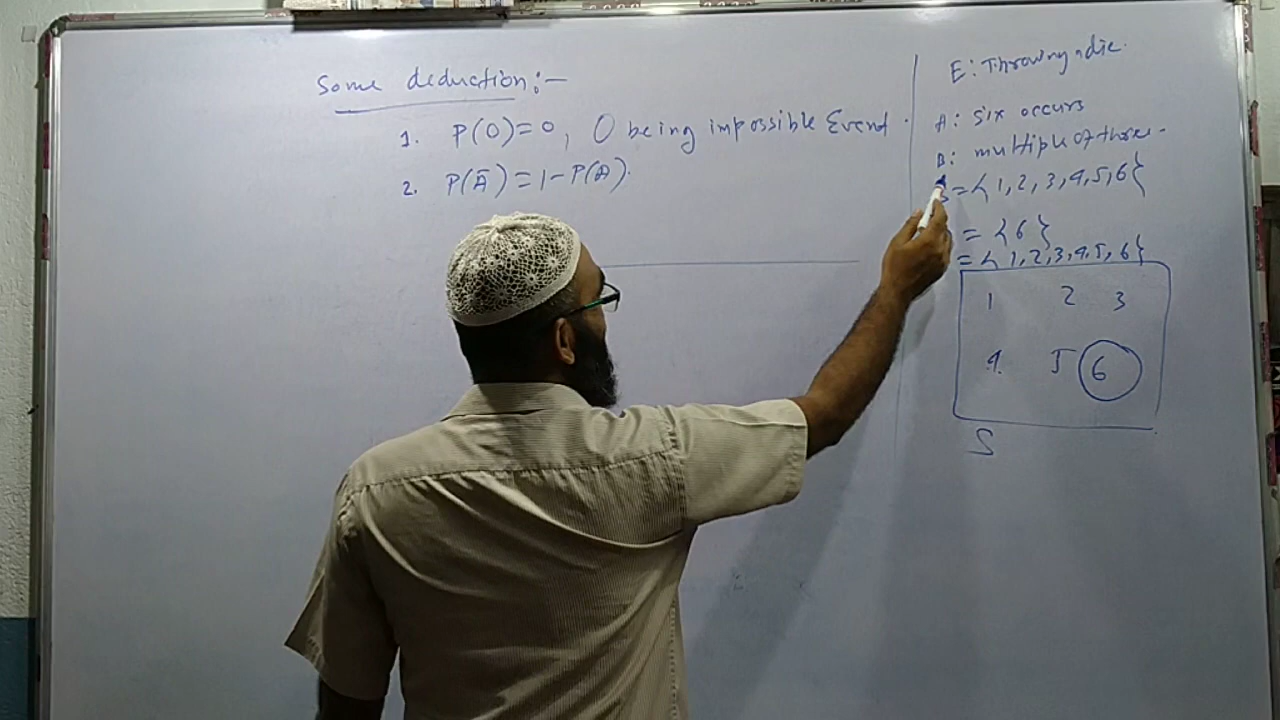 Some deduction:-
1. P(O)=0, O being impossible Event.
2. P(Ā)=1-P(A).
E: Throwing a die.
A: Six occurs
B: multiple of three.
S={1,2,3,4,5,6}
={6}
={1,2,3,4,5,6}
1 2 3
4. 5 6
S